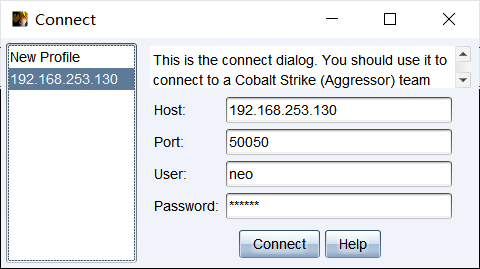 Connect
New Profile
192.168.253.130
This is the connect dialog. You should use it to
connect to a Cobalt Strike (Aggressor) team
Host: 192.168.253.130
Port: 50050
User: neo
Password: ******
Connect Help